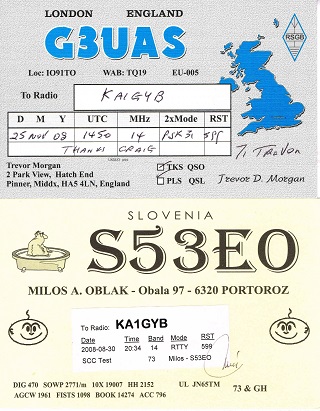 LONDON ENGLAND
G3UAS
RSGB
Loc: IO91TO WAB: TQ19 EU-005
To Radio KA1GYB
D M Y UTC MHz 2xMode RST
25 NOV 08 1450 14 PSK31 599
THANKS CRAIG
Trevor Morgan
2 Park View, Hatch End
Pinner, Middx, HA5 4LN, England
TKS QSO
PLS QSL
73 Trevor
Trevor D. Morgan
SLOVENIA
S53EO
MILOS A. OBLAK - Obala 97 - 6320 PORTOROZ
To Radio: KA1GYB
Date UTC Band Mode RST
2008-08-30 20:34 14 RTTY 599
SCC Test 73 Milos - S53EO
DIG 470 SOWP 2771/m 10X 19007 HH 2152
AGCW 1961 FISTS 1098 BOOK 14274 ACC 796
UL JN65TM 73 & GH